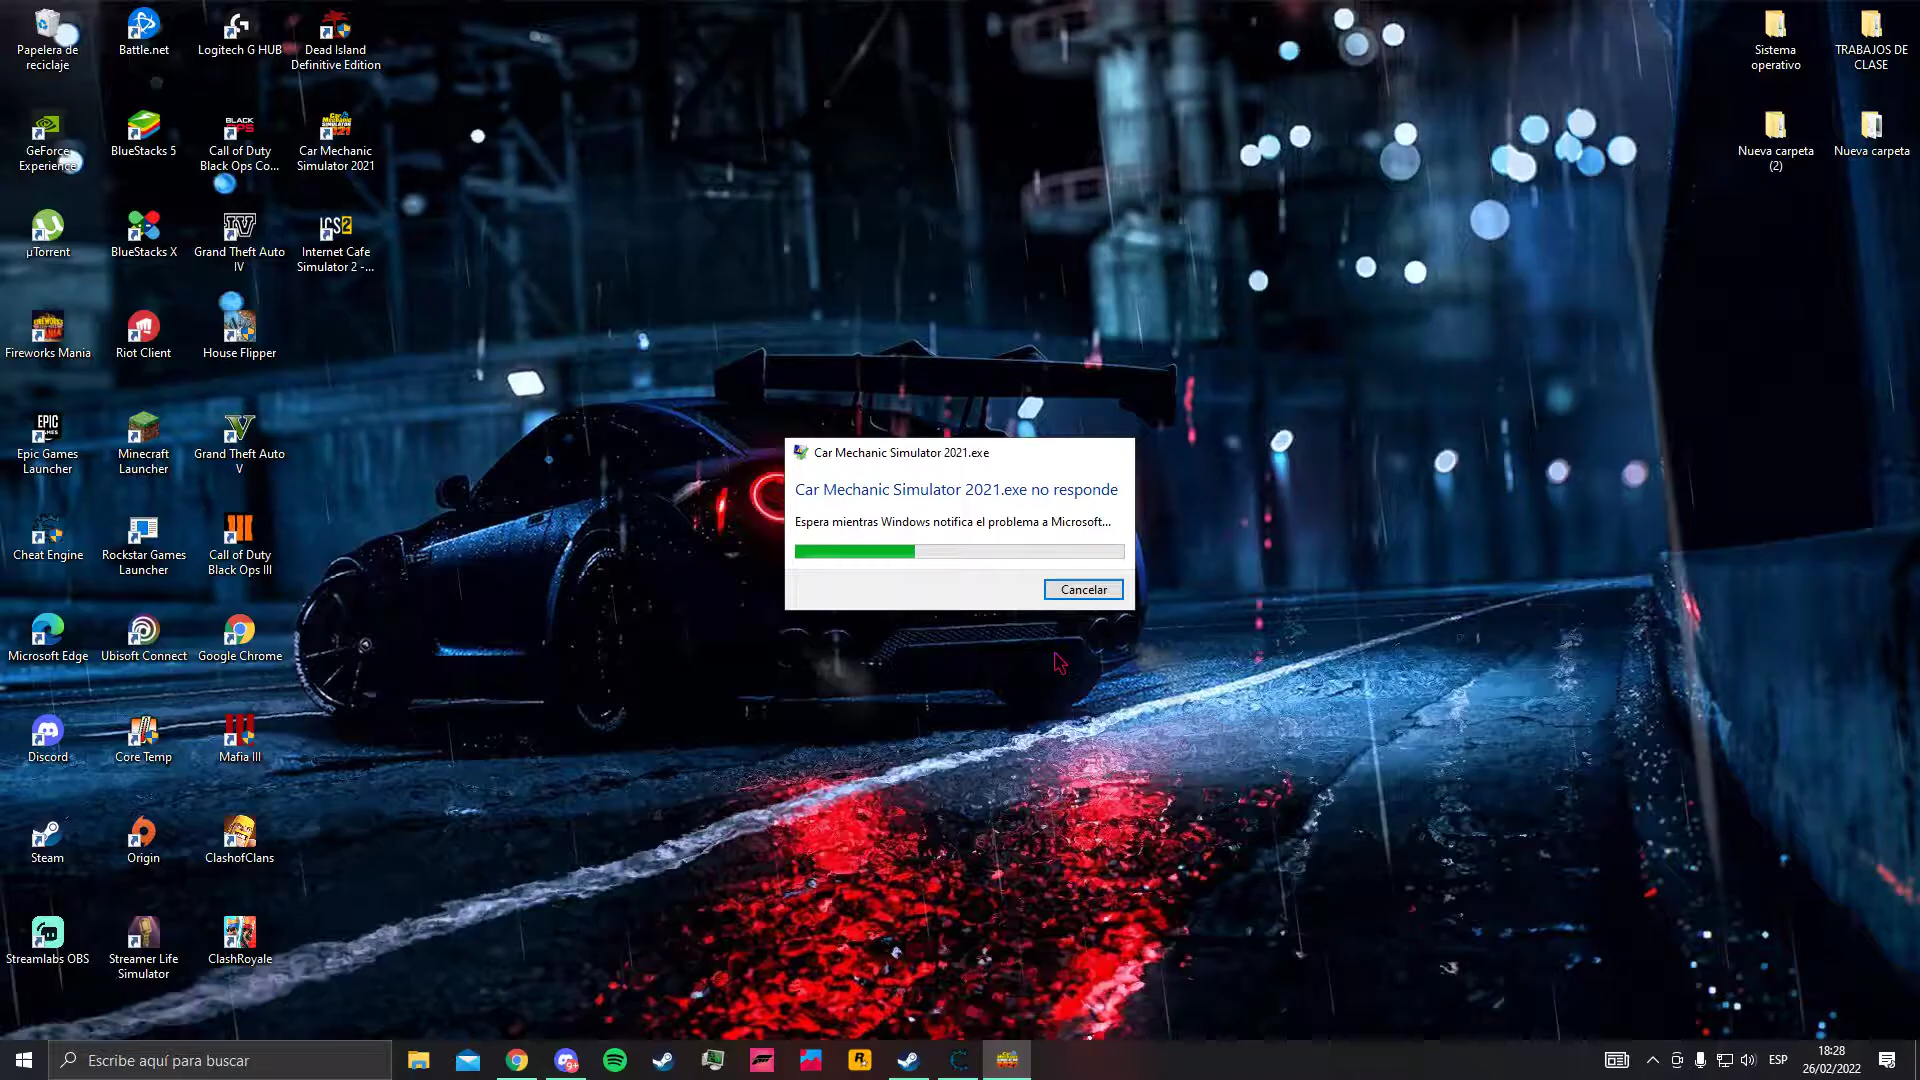 Papelera de
reciclaje
Battle.net
Logitech G HUB
Dead Island
Definitive Edition
Sistema
operativo
TRABAJOS DE
CLASE
GeForce
Experience
BlueStacks 5
BLACK
OPS
Call of Duty
Black Ops Co...
Car Mechanic
Simulator 2021
Nueva carpeta
(2)
Nueva carpeta
µTorrent
BlueStacks X
IV
Grand Theft Auto
IV
ICS2
Internet Cafe
Simulator 2 -...
Fireworks Mania
Riot Client
House Flipper
EPIC
GAMES
Epic Games
Launcher
Minecraft
Launcher
V
Grand Theft Auto
V
Car Mechanic Simulator 2021.exe
Car Mechanic Simulator 2021.exe no responde
Espera mientras Windows notifica el problema a Microsoft...
Cancelar
Cheat Engine
Rockstar Games
Launcher
Call of Duty
Black Ops III
Microsoft Edge
Ubisoft Connect
Google Chrome
Discord
Core Temp
Mafia III
Steam
Origin
ClashofClans
Streamlabs OBS
Streamer Life
Simulator
ClashRoyale
Escribe aquí para buscar
ESP
18:28
26/02/2022